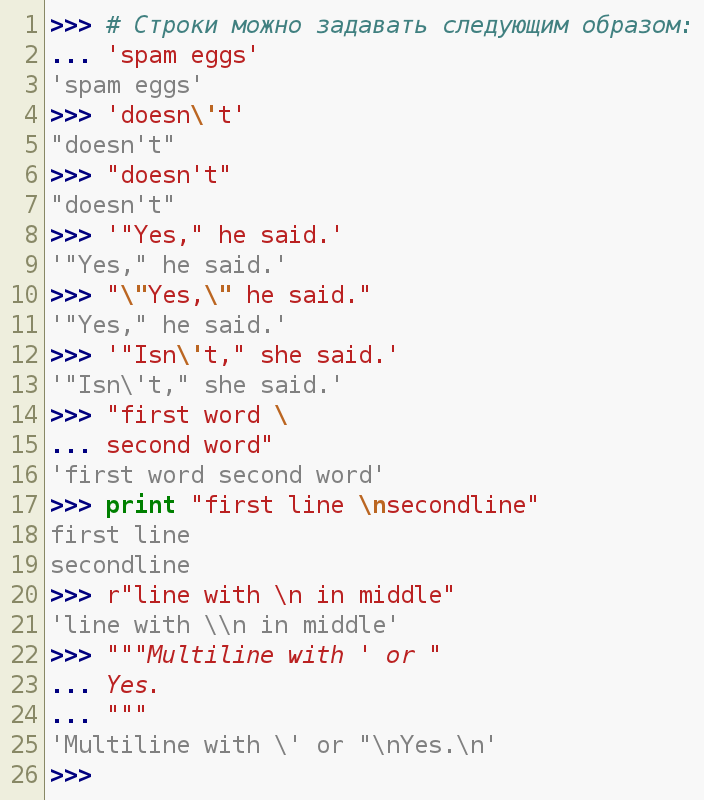 1 >>> # Строки можно задавать следующим образом:
2 ... 'spam eggs'
3 'spam eggs'
4 >>> 'doesn\'t'
5 "doesn't"
6 >>> "doesn't"
7 "doesn't"
8 >>> '"Yes," he said.'
9 '"Yes," he said.'
10 >>> "\"Yes,\" he said."
11 '"Yes," he said.'
12 >>> '"Isn\'t," she said.'
13 '"Isn\'t," she said.'
14 >>> "first word \
15 ... second word"
16 'first word second word'
17 >>> print "first line \nsecondline"
18 first line
19 secondline
20 >>> r"line with \n in middle"
21 'line with \\n in middle'
22 >>> """Multiline with ' or "
23 ... Yes.
24 ... """
25 'Multiline with \' or "\nYes.\n'
26 >>>